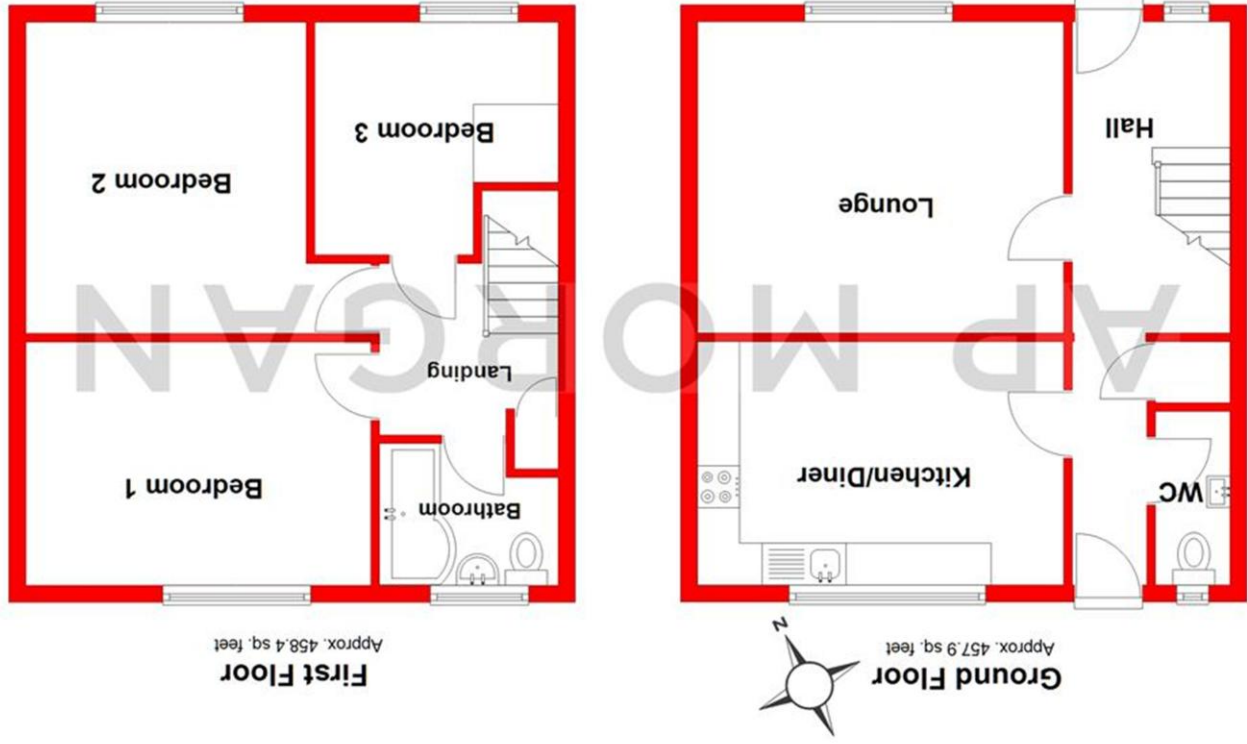 Ground Floor
Approx. 457.9 sq. feet
N
WC
Kitchen/Diner
Lounge
Hall
First Floor
Approx. 458.4 sq. feet
Bathroom
Bedroom 1
Landing
Bedroom 2
Bedroom 3
AP MORGAN